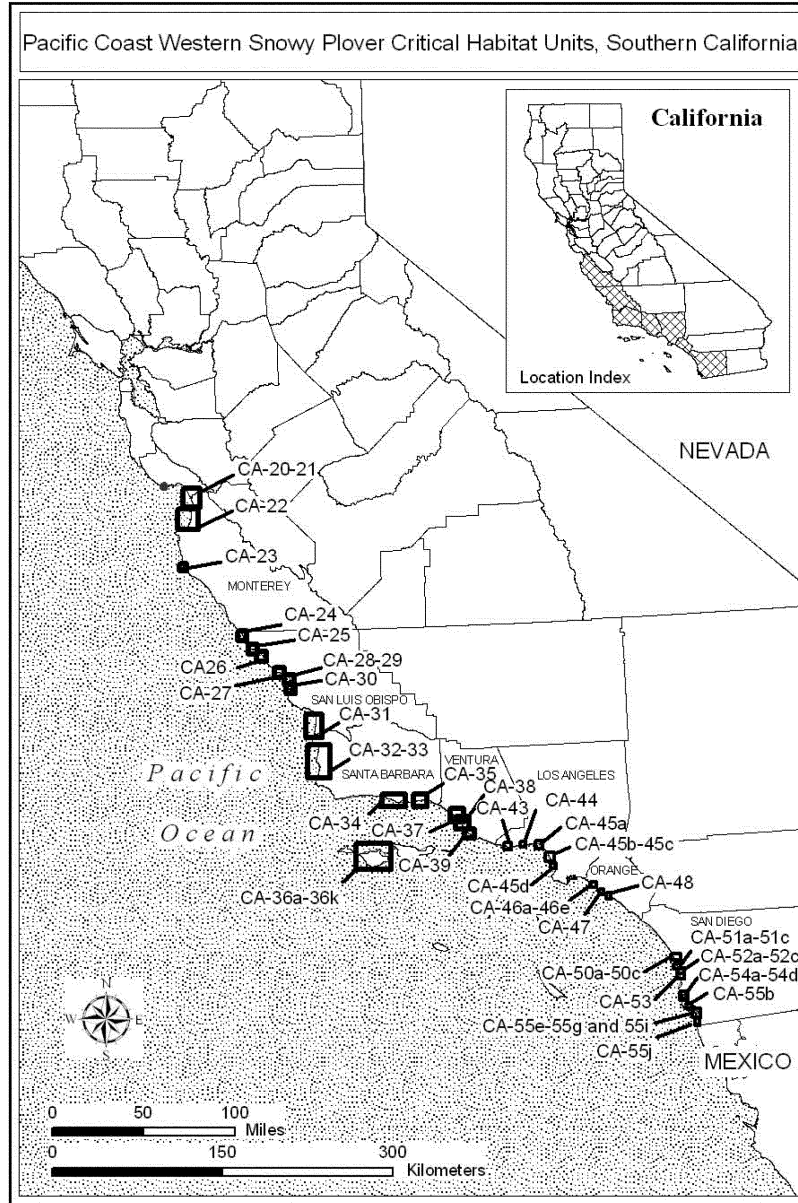 Pacific Coast Western Snowy Plover Critical Habitat Units, Southern California
California
Location Index
NEVADA
CA-20-21
CA-22
CA-23
MONTEREY
CA-24
CA-25
CA26
CA-28-29
CA-27
CA-30
SAN LUIS OBISPO
CA-31
CA-32-33
Pacific
Ocean
VENTURA
SANTA BARBARA
CA-35
LOS ANGELES
CA-38
CA-43
CA-44
CA-34
CA-37
CA-45a
CA-45b-45c
CA-39
ORANGE
CA-36a-36k
CA-45d
CA-48
CA-46a-46e
CA-47
SAN DIEGO
CA-51a-51c
CA-52a-52c
CA-50a-50c
CA-54a-54d
CA-53
CA-55b
CA-55e-55g and 55i
CA-55j
MEXICO
N
W E
S
0 50 100
Miles
0 150 300
Kilometers